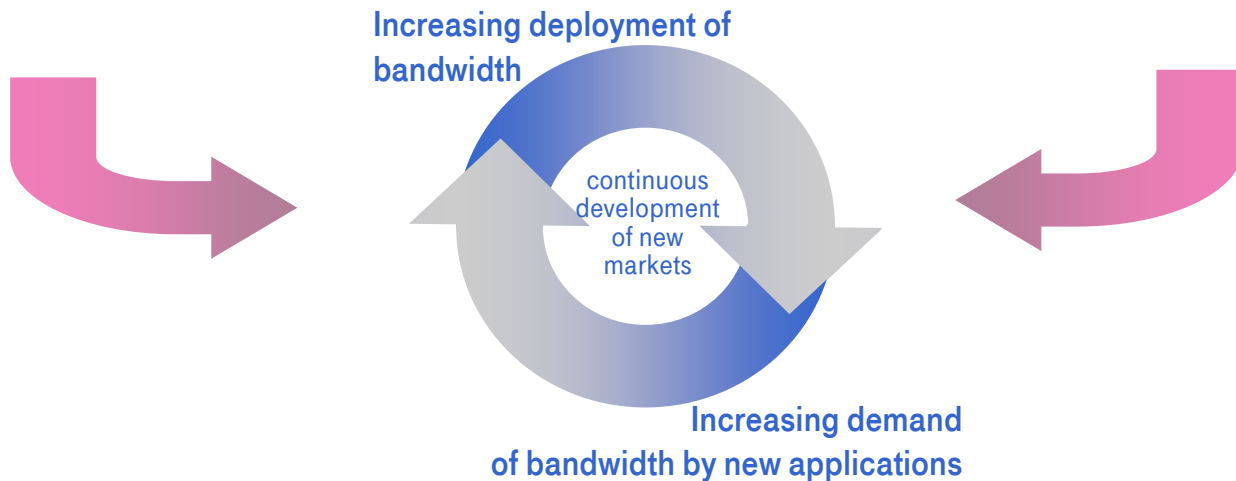 Increasing deployment of
bandwidth
continuous
development
of new
markets
Increasing demand
of bandwidth by new applications